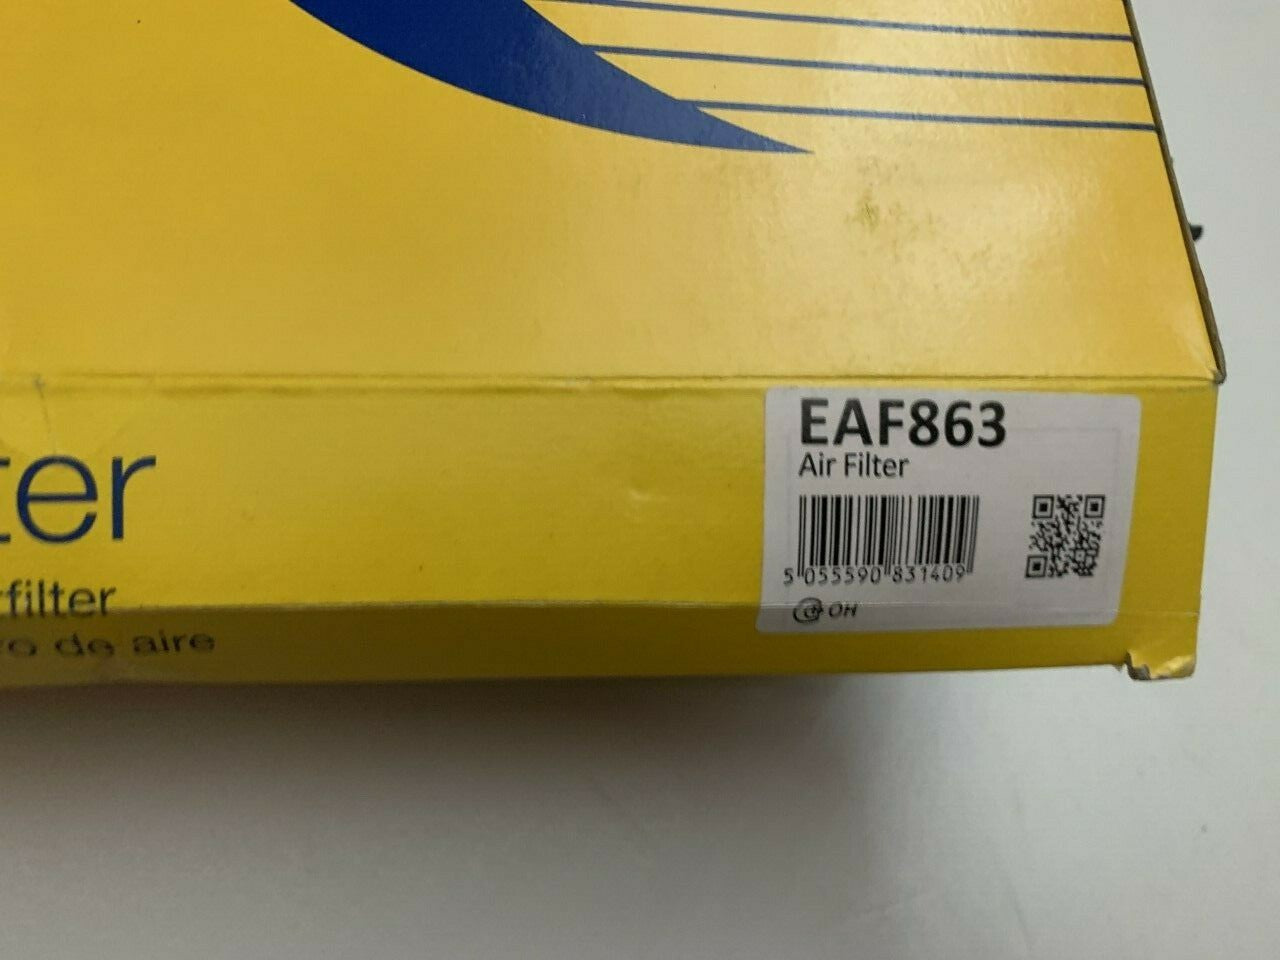 EAF863
Air Filter
5 055590 831409
OH
ter
filter
de aire